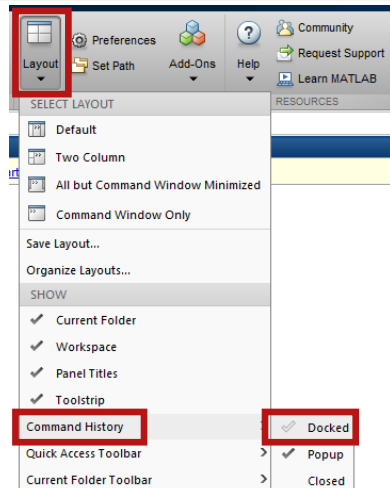 Layout
Preferences
Set Path
Add-Ons
Help
Community
Request Support
Learn MATLAB
RESOURCES
SELECT LAYOUT
Default
Two Column
All but Command Window Minimized
Command Window Only
Save Layout...
Organize Layouts...
SHOW
Current Folder
Workspace
Panel Titles
Toolstrip
Command History
Docked
Quick Access Toolbar
Popup
Current Folder Toolbar
Closed